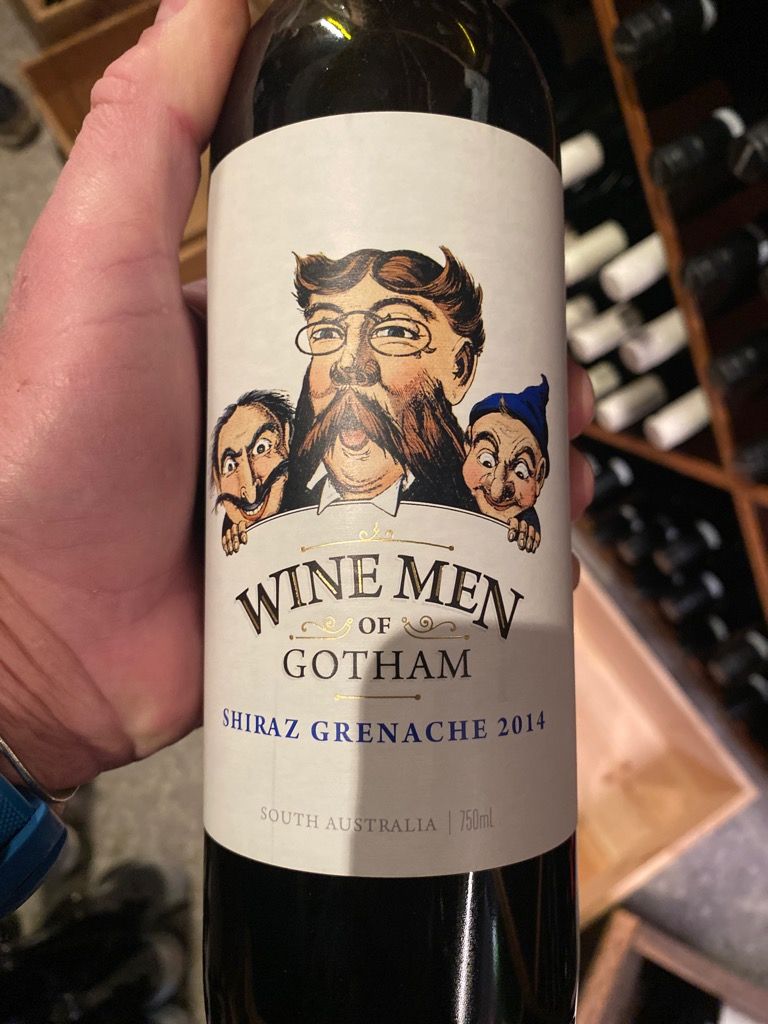 WINE MEN
OF
GOTHAM
SHIRAZ GRENACHE 2014
SOUTH AUSTRALIA | 750mL